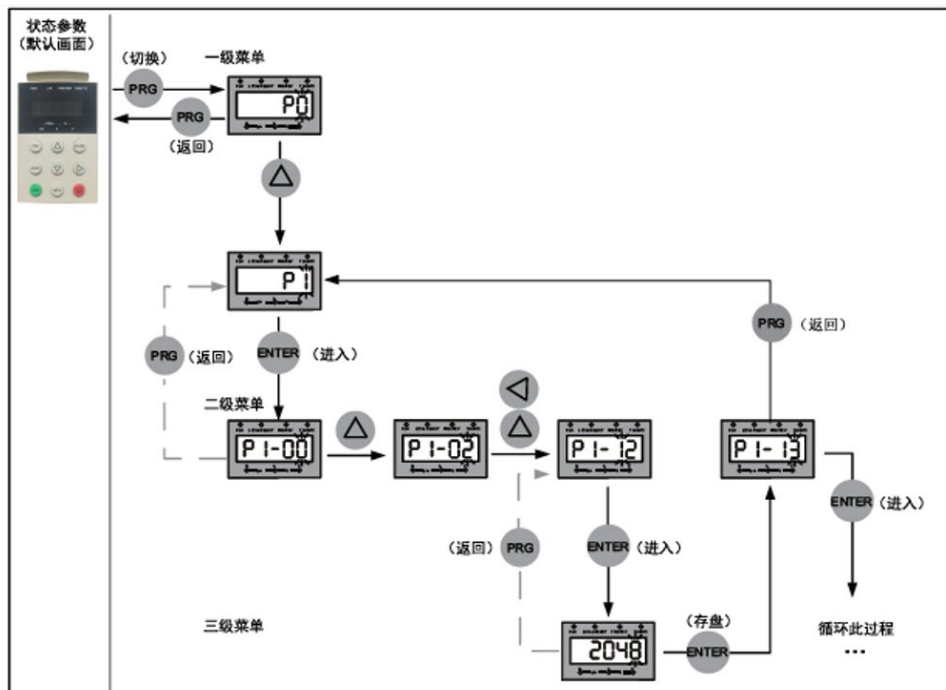 状态参数
（默认画面）
（切换）
PRG
一级菜单
P0
PRG
（返回）
P1
PRG
（返回）
ENTER
（进入）
PRG
（返回）
二级菜单
P1-00
P1-02
P1-12
P1-13
ENTER
（进入）
（返回）
PRG
ENTER
（进入）
三级菜单
2048
（存盘）
ENTER
循环此过程
...